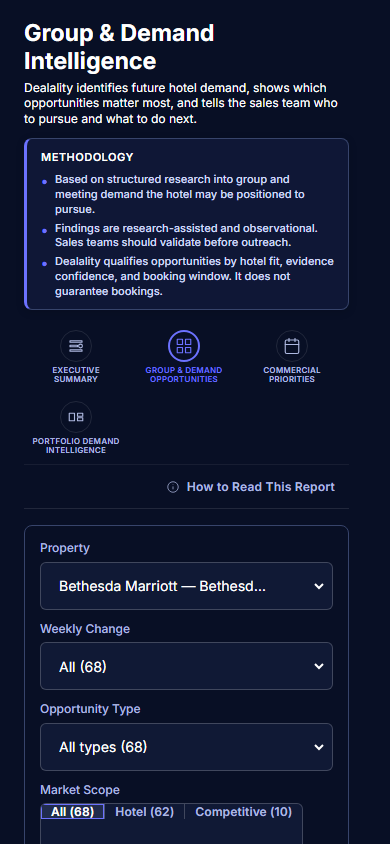 Group & Demand
Intelligence
Dealality identifies future hotel demand, shows which
opportunities matter most, and tells the sales team who
to pursue and what to do next.
METHODOLOGY
Based on structured research into group and
meeting demand the hotel may be positioned to
pursue.
Findings are research-assisted and observational.
Sales teams should validate before outreach.
Dealality qualifies opportunities by hotel fit, evidence
confidence, and booking window. It does not
guarantee bookings.
EXECUTIVE
SUMMARY
GROUP & DEMAND
OPPORTUNITIES
COMMERCIAL
PRIORITIES
PORTFOLIO DEMAND
INTELLIGENCE
How to Read This Report
Property
Bethesda Marriott — Bethesd...
Weekly Change
All (68)
Opportunity Type
All types (68)
Market Scope
All (68) Hotel (62) Competitive (10)